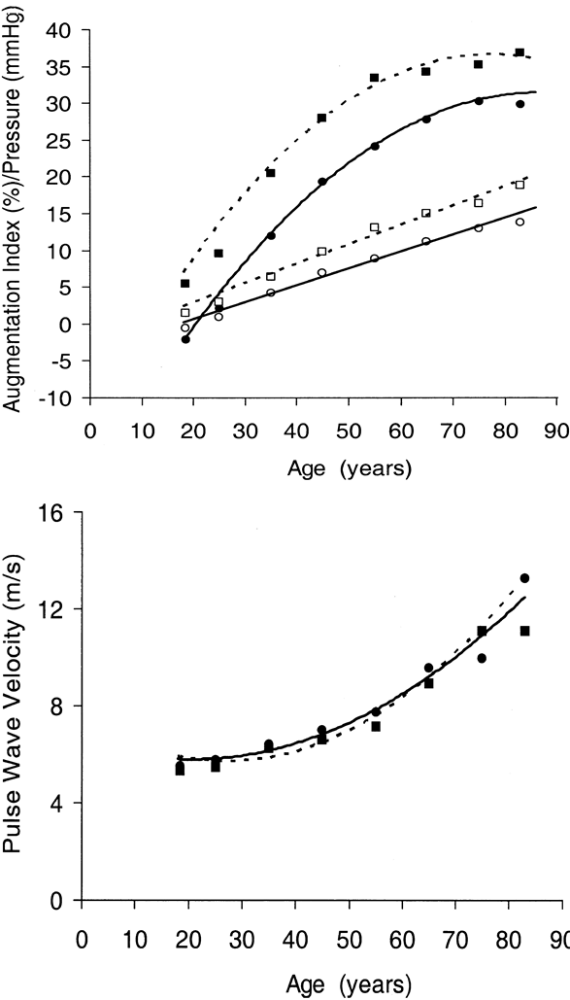 Augmentation Index (%)/Pressure (mmHg)
40
35
30
25
20
15
10
5
0
-5
-10
0 10 20 30 40 50 60 70 80 90
Age (years)
Pulse Wave Velocity (m/s)
16
12
8
4
0
0 10 20 30 40 50 60 70 80 90
Age (years)